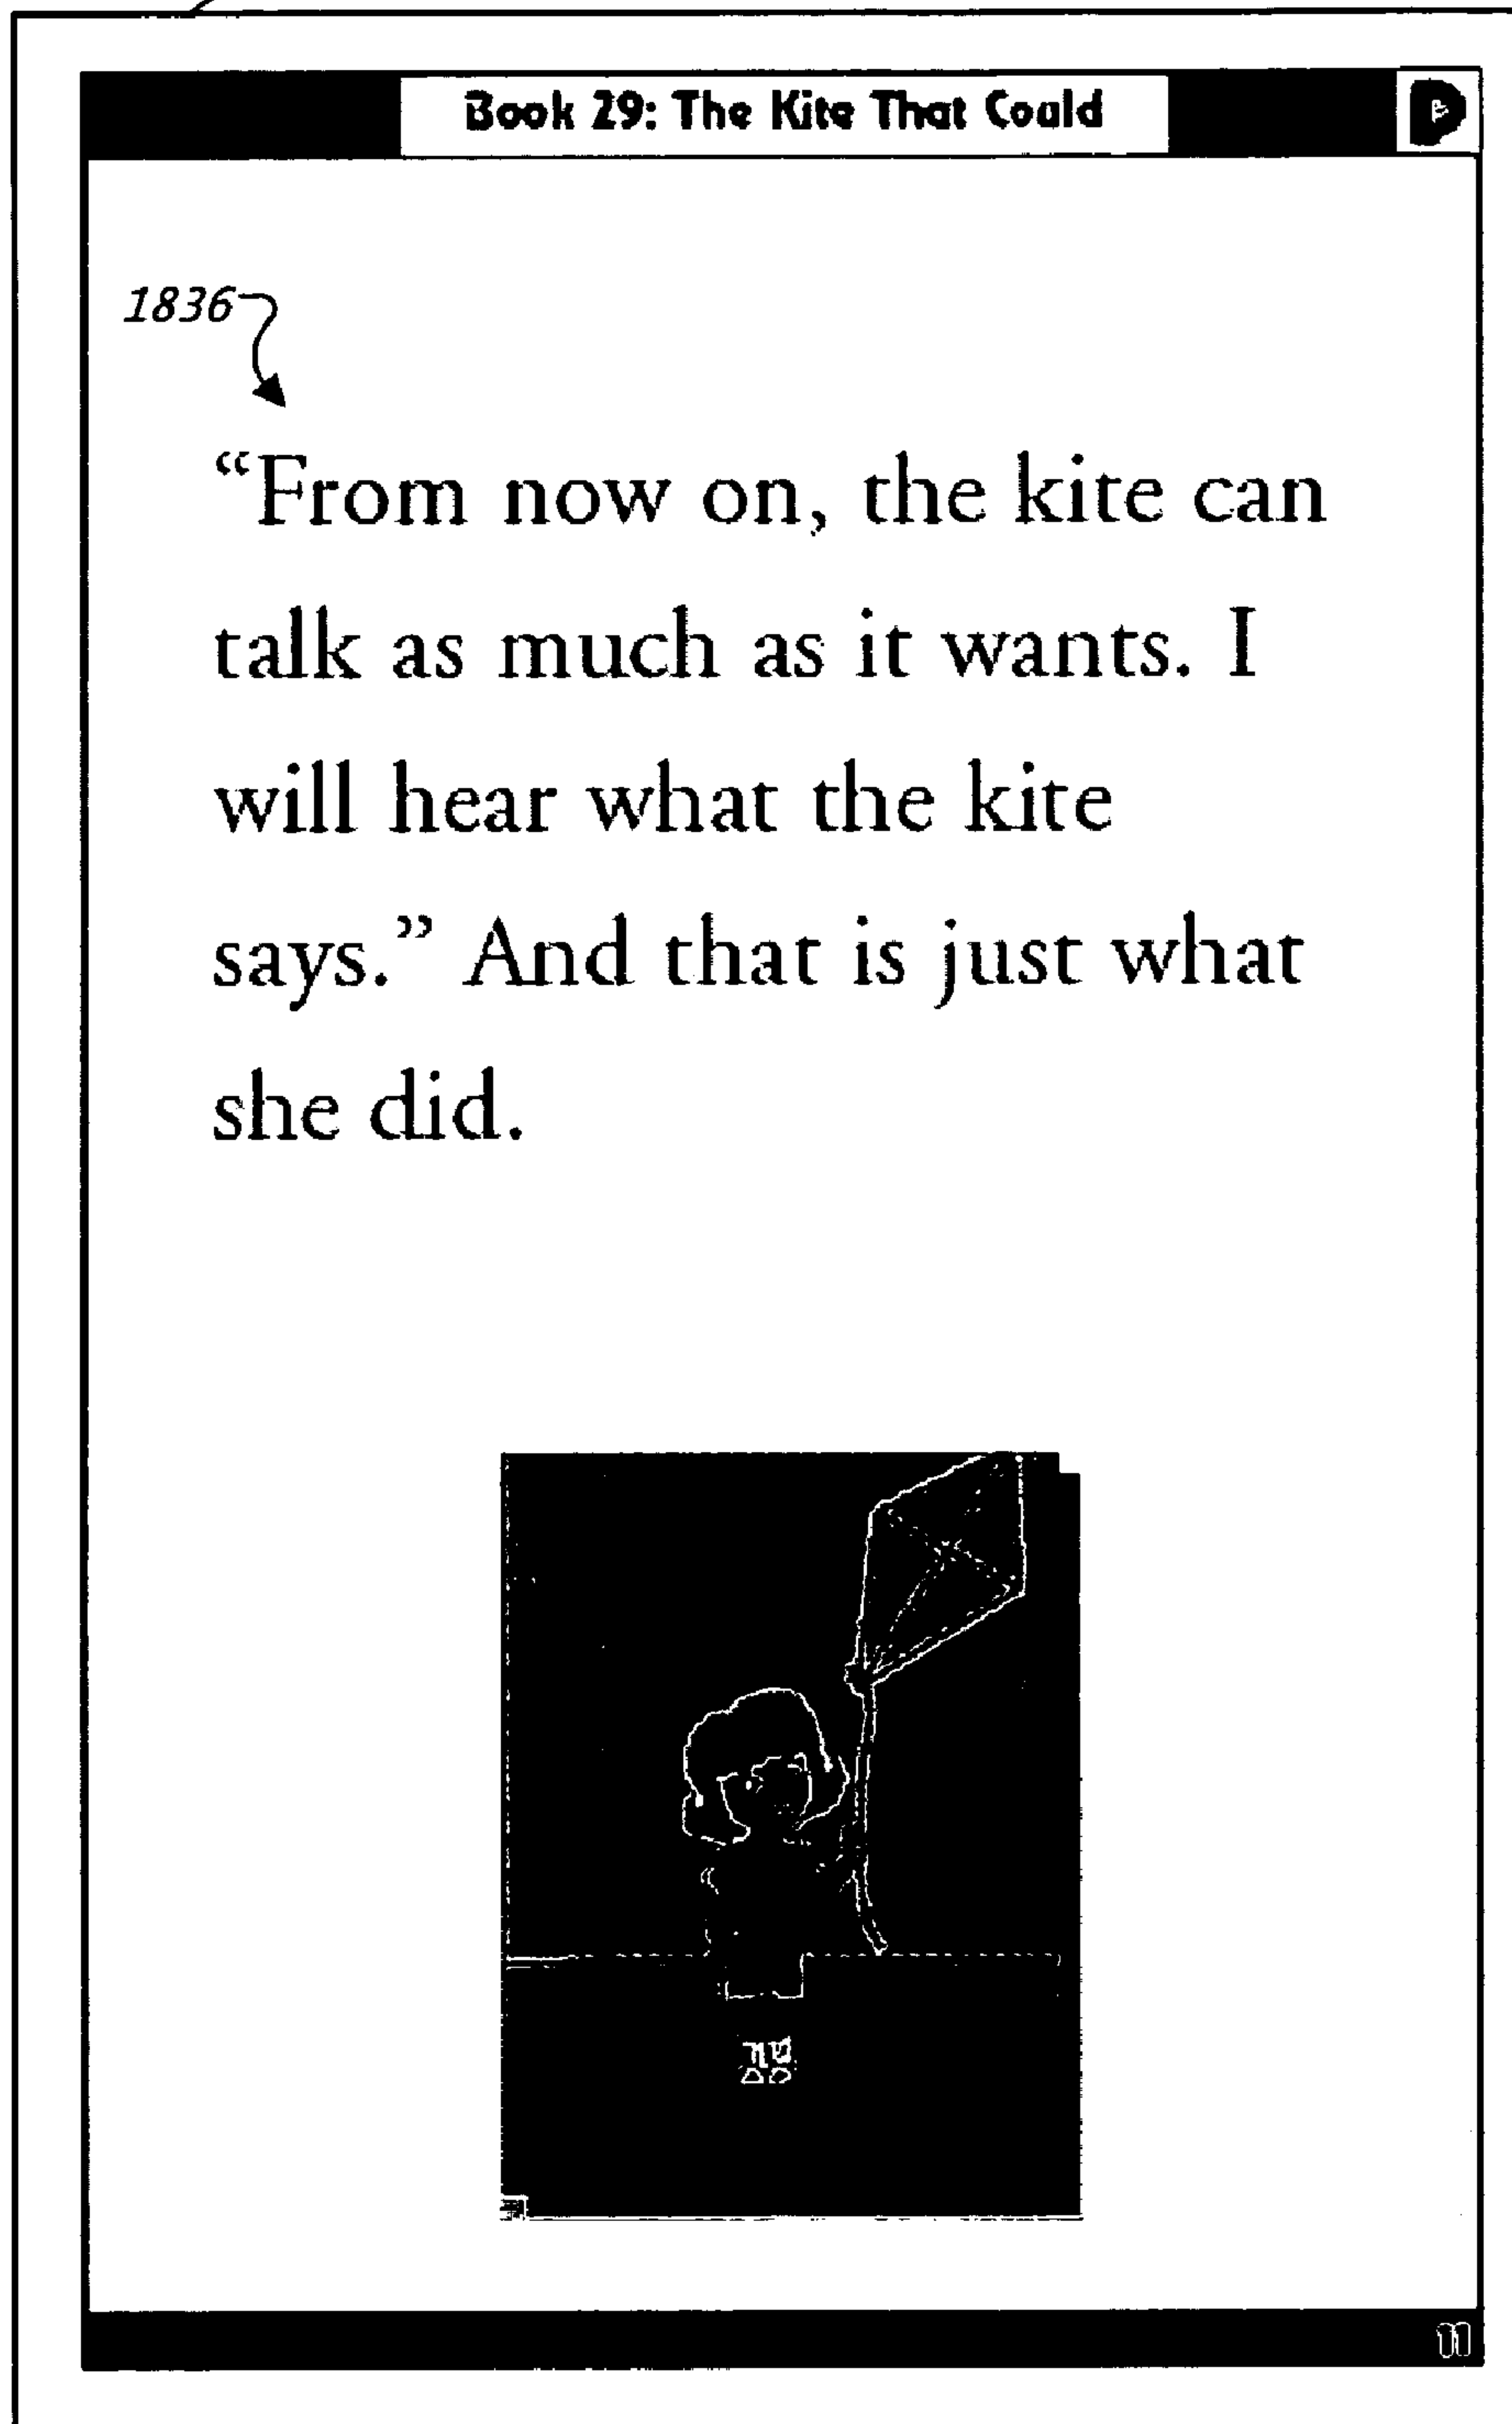 Book 29: The Kite That Could
1836
“From now on, the kite can
talk as much as it wants. I
will hear what the kite
says.” And that is just what
she did.
11